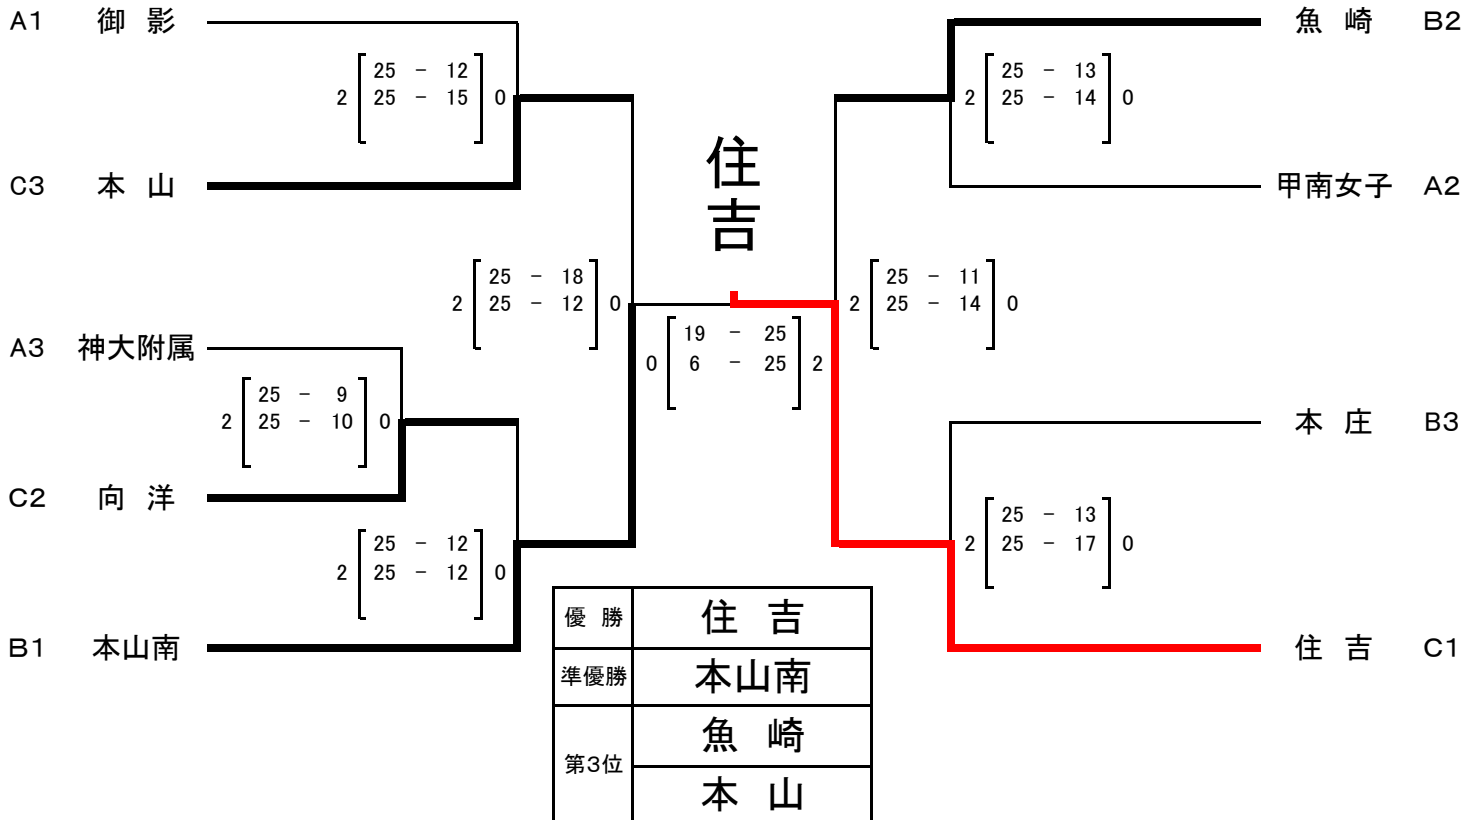 A1 御 影
魚 崎 B2
25 - 12
2 25 - 15 0
25 - 13
2 25 - 14 0
C3 本 山
住吉
甲南女子 A2
25 - 18
2 25 - 12 0
25 - 11
2 25 - 14 0
A3 神大附属
19 - 25
0 6 - 25 2
25 - 9
2 25 - 10 0
本 庄 B3
C2 向 洋
25 - 12
2 25 - 12 0
25 - 13
2 25 - 17 0
B1 本山南
住 吉 C1
優 勝 住 吉
準優勝 本山南
第3位 魚 崎
本 山